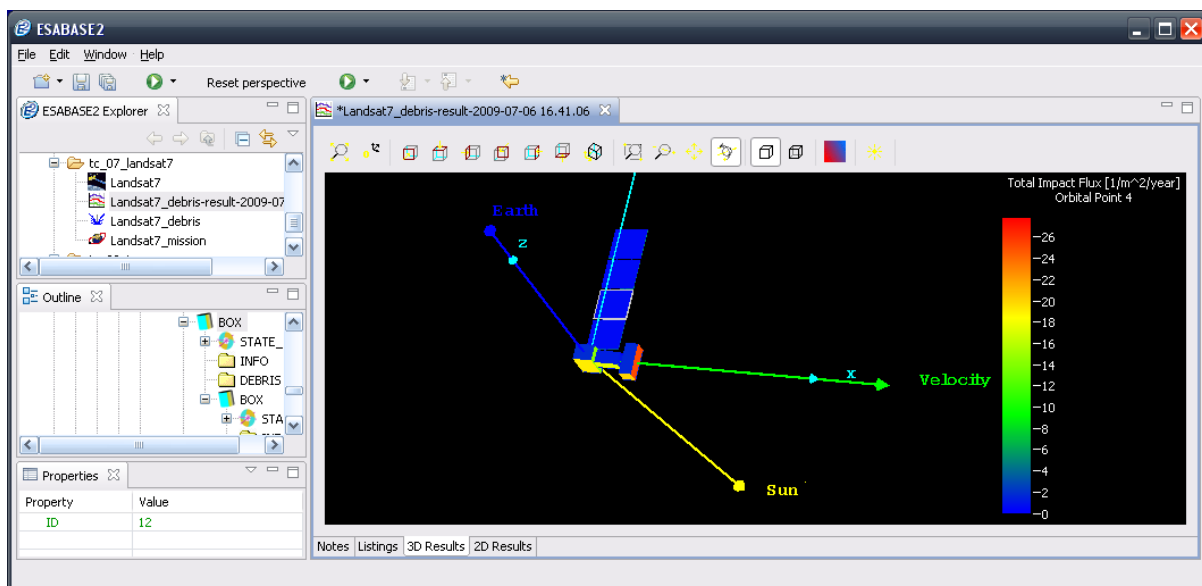 ESABASE2
File Edit Window Help
Reset perspective
ESABASE2 Explorer
tc_07_landsat7
Landsat7
Landsat7_debris-result-2009-07
Landsat7_debris
Landsat7_mission
Outline
BOX
STATE_
INFO
DEBRIS
BOX
STA
Properties
Property Value
ID 12
*Landsat7_debris-result-2009-07-06 16.41.06
Total Impact Flux [1/m^2/year]
Orbital Point 4
Earth
z
x
Velocity
Sun
26
24
22
20
18
16
14
12
10
8
6
4
2
0
Notes Listings 3D Results 2D Results